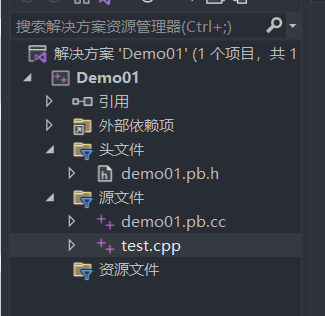 搜索解决方案资源管理器(Ctrl+;)
解决方案 'Demo01' (1 个项目，共 1
Demo01
引用
外部依赖项
头文件
demo01.pb.h
源文件
demo01.pb.cc
test.cpp
资源文件